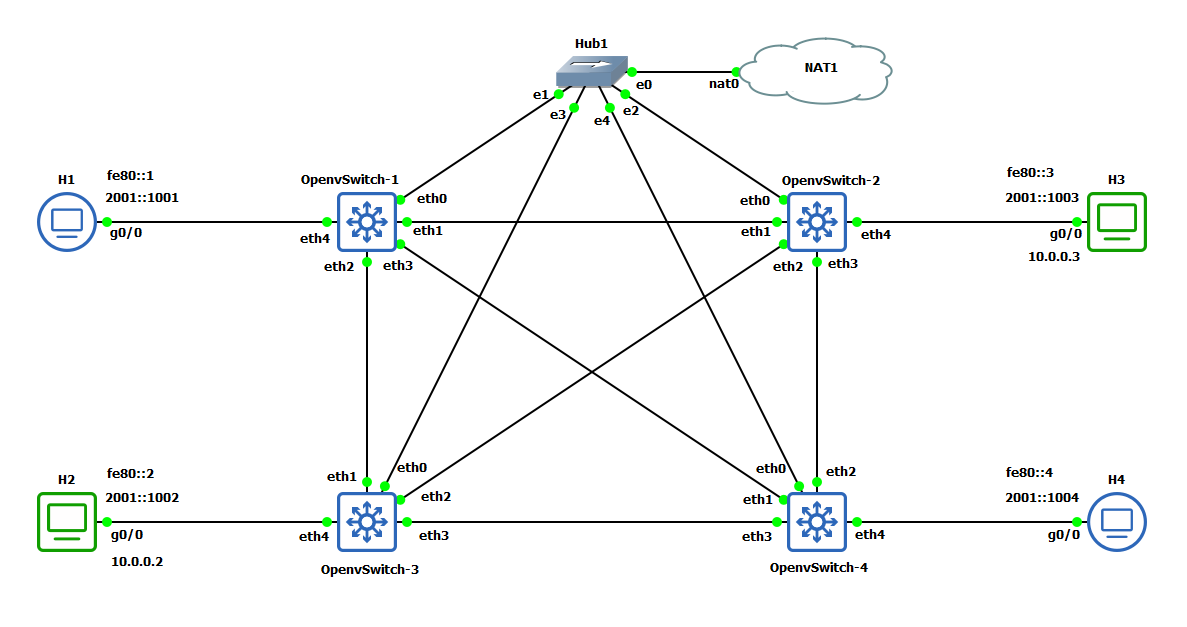 Hub1
NAT1
e0
nat0
e1
e3
e4
e2
H1
fe80::1
2001::1001
g0/0
OpenvSwitch-1
eth0
eth1
eth4
eth2
eth3
OpenvSwitch-2
eth0
eth1
eth4
eth2
eth3
fe80::3
H3
2001::1003
g0/0
10.0.0.3
H2
fe80::2
2001::1002
g0/0
10.0.0.2
eth1
eth0
eth2
eth4
eth3
OpenvSwitch-3
eth0
eth2
eth1
eth3
eth4
OpenvSwitch-4
fe80::4
H4
2001::1004
g0/0